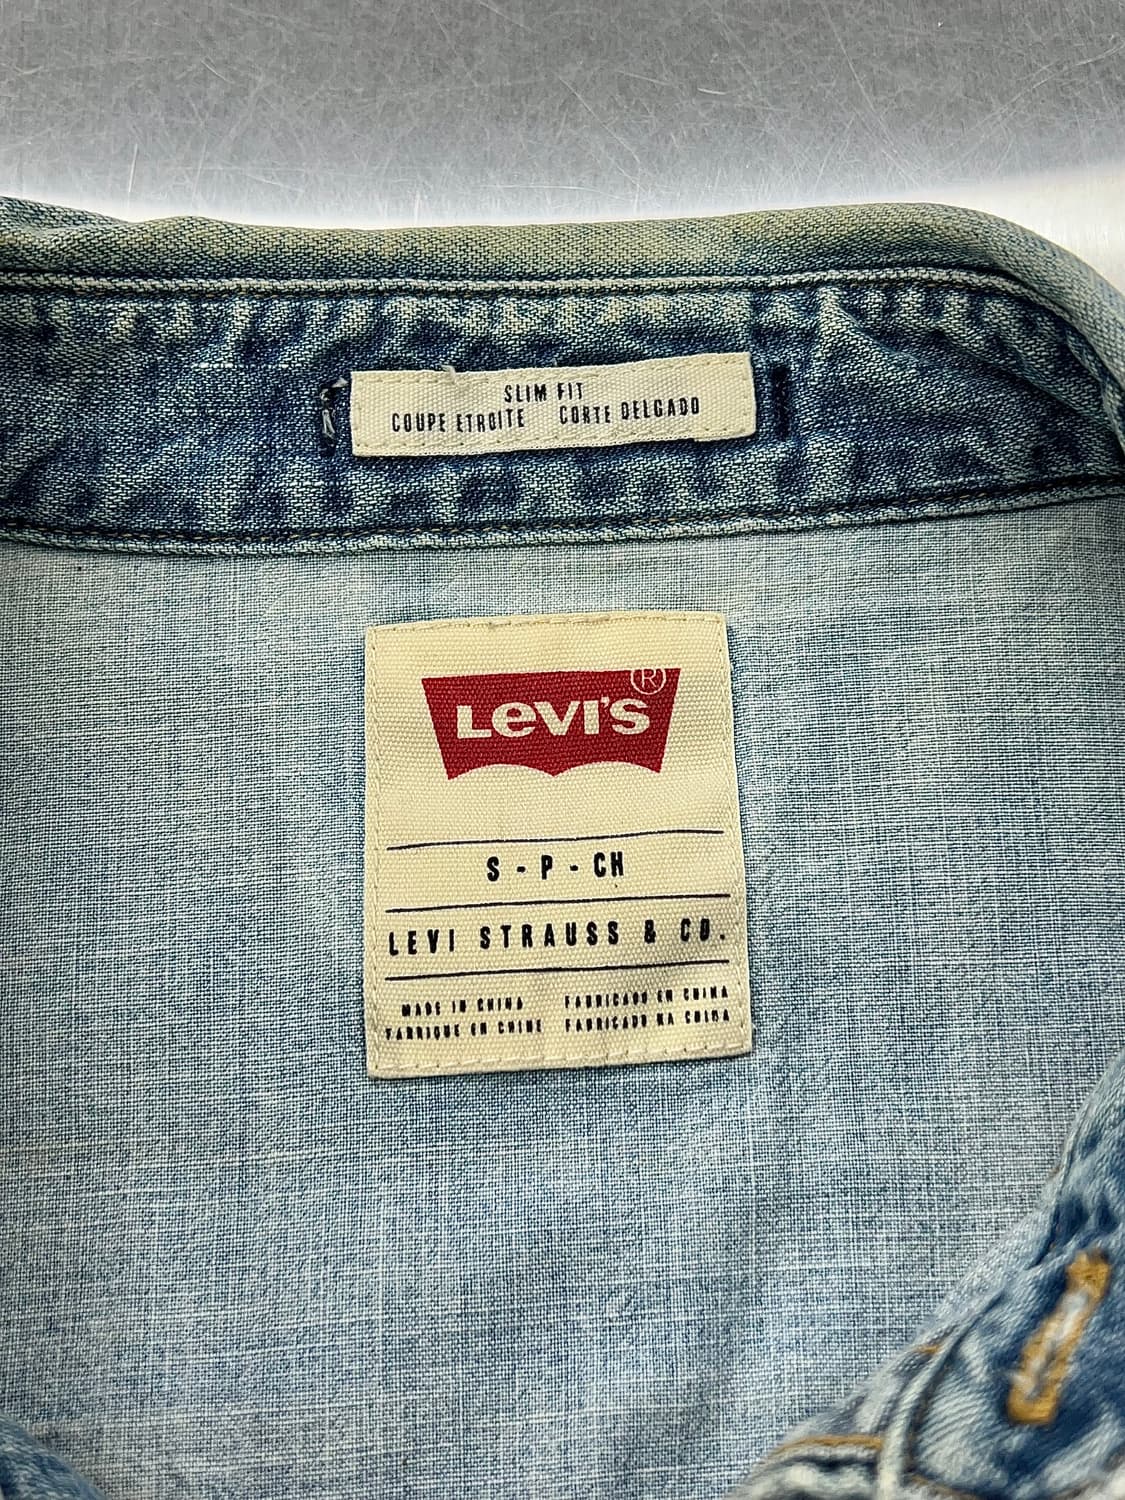 SLIM FIT
COUPE ETROITE CORTE DELGADO
LEVI'S ®
S - P - CH
LEVI STRAUSS & CO.
MADE IN CHINA FABRICADO EN CHINA
FABRIQUE EN CHINE FABRICADO NA CHINA